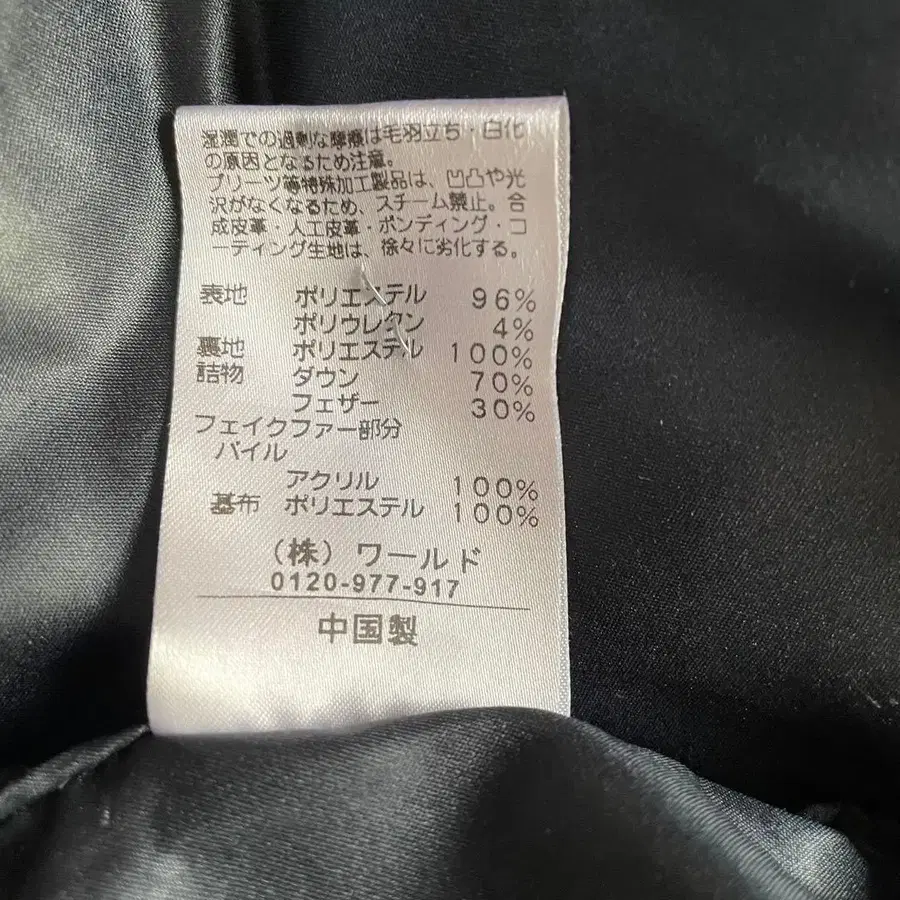 湿潤での過剰な摩擦は毛羽立ち・白化
の原因となるため注意。
プリーツ等特殊加工製品は、凹凸や光
沢がなくなるため、スチーム禁止。合
成皮革・人工皮革・ボンディング・コ
ーティング生地は、徐々に劣化する。
表地 ポリエステル 96%
ポリウレタン 4%
裏地 ポリエステル 100%
詰物 ダウン 70%
フェザー 30%
フェイクファー部分
パイル
アクリル 100%
基布 ポリエステル 100%
(株)ワールド
0120-977-917
中国製